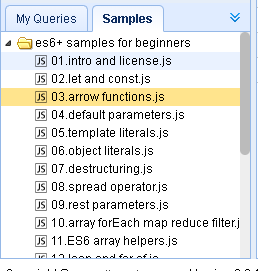 My Queries Samples
es6+ samples for beginners
01.intro and license.js
02.let and const.js
03.arrow functions.js
04.default parameters.js
05.template literals.js
06.object literals.js
07.destructuring.js
08.spread operator.js
09.rest parameters.js
10.array forEach map reduce filter.j
11.ES6 array helpers.js